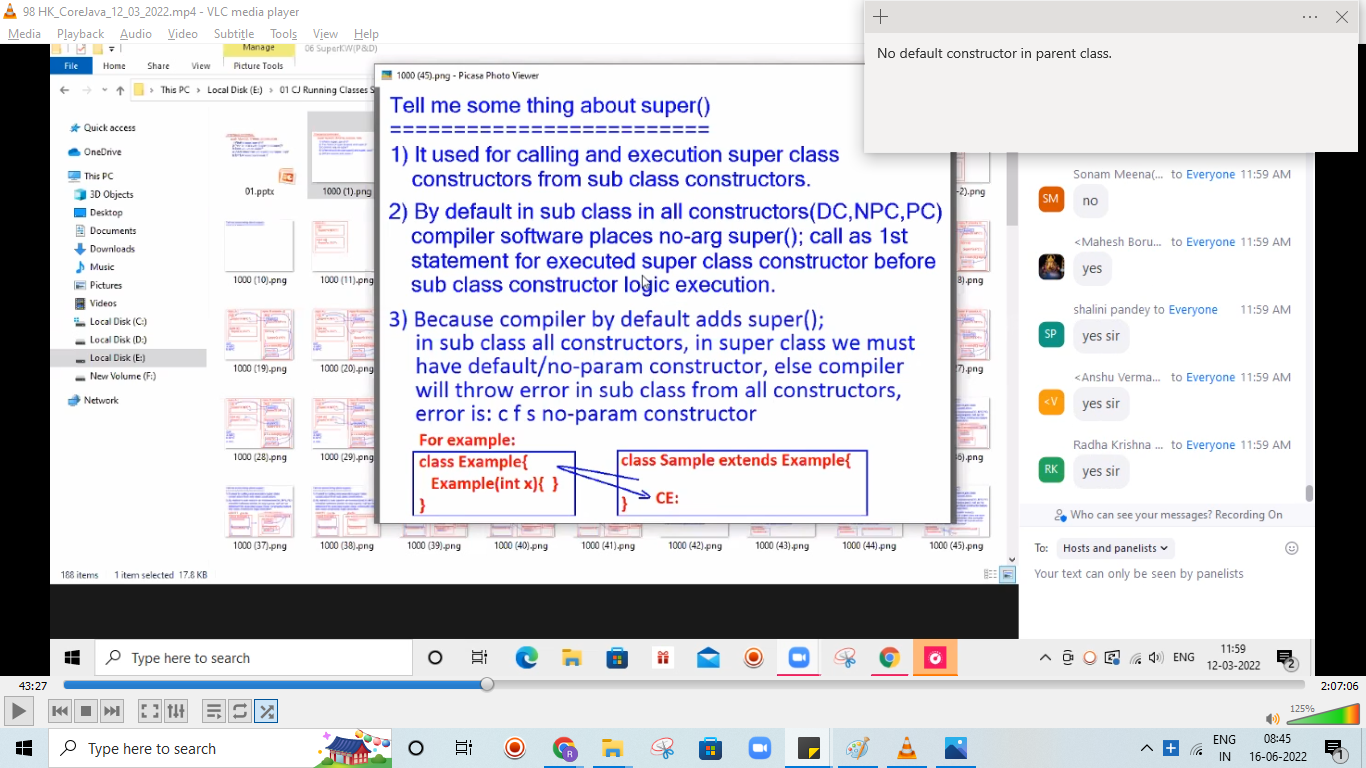 98 HK_CoreJava_12_03_2022.mp4 - VLC media player
Media Playback Audio Video Subtitle Tools View Help
No default constructor in parent class.
Manage 06 SuperKW(P&D)
File Home Share View Picture Tools
This PC Local Disk (E:) 01 CJ Running Classes S
Quick access
OneDrive
This PC
3D Objects
Desktop
Documents
Downloads
Music
Pictures
Videos
Local Disk (C:)
Local Disk (D:)
Local Disk (E:)
New Volume (F:)
Network
01.pptx 1000 (1).png -2).png
1000 (10).png 1000 (11).png 8).png
1000 (19).png 1000 (20).png 27).png
1000 (28).png 1000 (29).png 36).png
1000 (37).png 1000 (38).png 1000 (39).png 1000 (40).png 1000 (41).png 1000 (42).png 1000 (43).png 1000 (44).png 1000 (45).png
188 items 1 item selected 17.8 KB
1000 (45).png - Picasa Photo Viewer
Tell me some thing about super()
=========================
1) It used for calling and execution super class
constructors from sub class constructors.
2) By default in sub class in all constructors(DC,NPC,PC)
compiler software places no-arg super(); call as 1st
statement for executed super class constructor before
sub class constructor logic execution.
3) Because compiler by default adds super();
in sub class all constructors, in super class we must
have default/no-param constructor, else compiler
will throw error in sub class from all constructors,
error is: c f s no-param constructor
For example:
class Example{
Example(int x){ }
}
class Sample extends Example{
} CE:
Sonam Meena(... to Everyone 11:59 AM
SM no
<Mahesh Boru... to Everyone 11:59 AM
yes
shalini pandey to Everyone 11:59 AM
SP yes sir
<Anshu Verma... to Everyone 11:59 AM
<V yes sir
Radha Krishna ... to Everyone 11:59 AM
RK yes sir
Who can see your messages? Recording On
To: Hosts and panelists
Your text can only be seen by panelists
Type here to search
ENG 11:59
12-03-2022 2
43:27 2:07:06
125%
Type here to search
ENG 08:45
IN 16-06-2022 1